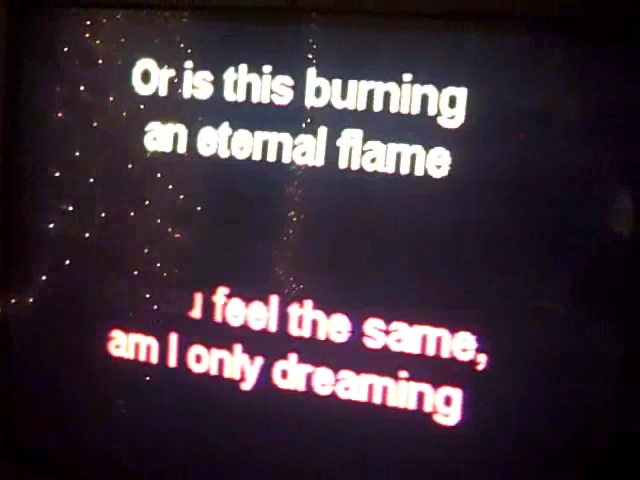 Or is this burning
an eternal flame
feel the same,
am I only dreaming